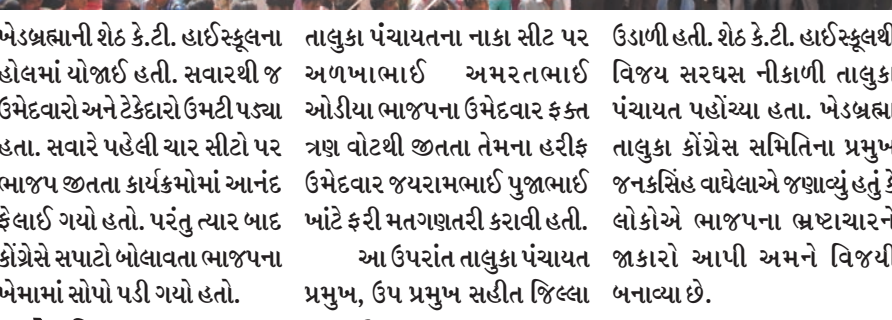 ખેડબ્રહ્માની શેઠ કે.ટી. હાઈસ્કૂલના
હોલમાં યોજાઈ હતી. સવારથી જ
ઉમેદવારો અને ટેકેદારો ઉમટી પડ્યા
હતા. સવારે પહેલી ચાર સીટો પર
ભાજપ જીતતા કાર્યક્રમોમાં આનંદ
ફેલાઈ ગયો હતો. પરંતુ ત્યાર બાદ
કોંગ્રેસે સપાટો બોલાવતા ભાજપના
ખેમામાં સોપો પડી ગયો હતો.
તાલુકા પંચાયતના નાકા સીટ પર
અળખાભાઈ અમરતભાઈ
ઓડીયા ભાજપના ઉમેદવાર ફક્ત
ત્રણ વોટથી જીતતા તેમના હરીફ
ઉમેદવાર જયરામભાઈ પુજાભાઈ
ખાંટે ફરી મતગણતરી કરાવી હતી.
આ ઉપરાંત તાલુકા પંચાયત
પ્રમુખ, ઉપ પ્રમુખ સહીત જિલ્લા
ઉડાળી હતી. શેઠ કે.ટી. હાઈસ્કૂલથી
વિજય સરઘસ નીકાળી તાલુકા
પંચાયત પહોંચ્યા હતા. ખેડબ્રહ્મા
તાલુકા કોંગ્રેસ સમિતિના પ્રમુખ
જનકસિંહ વાઘેલાએ જણાવ્યું હતું કે
લોકોએ ભાજપના ભ્રષ્ટાચારને
જાકારો આપી અમને વિજયી
બનાવ્યા છે.